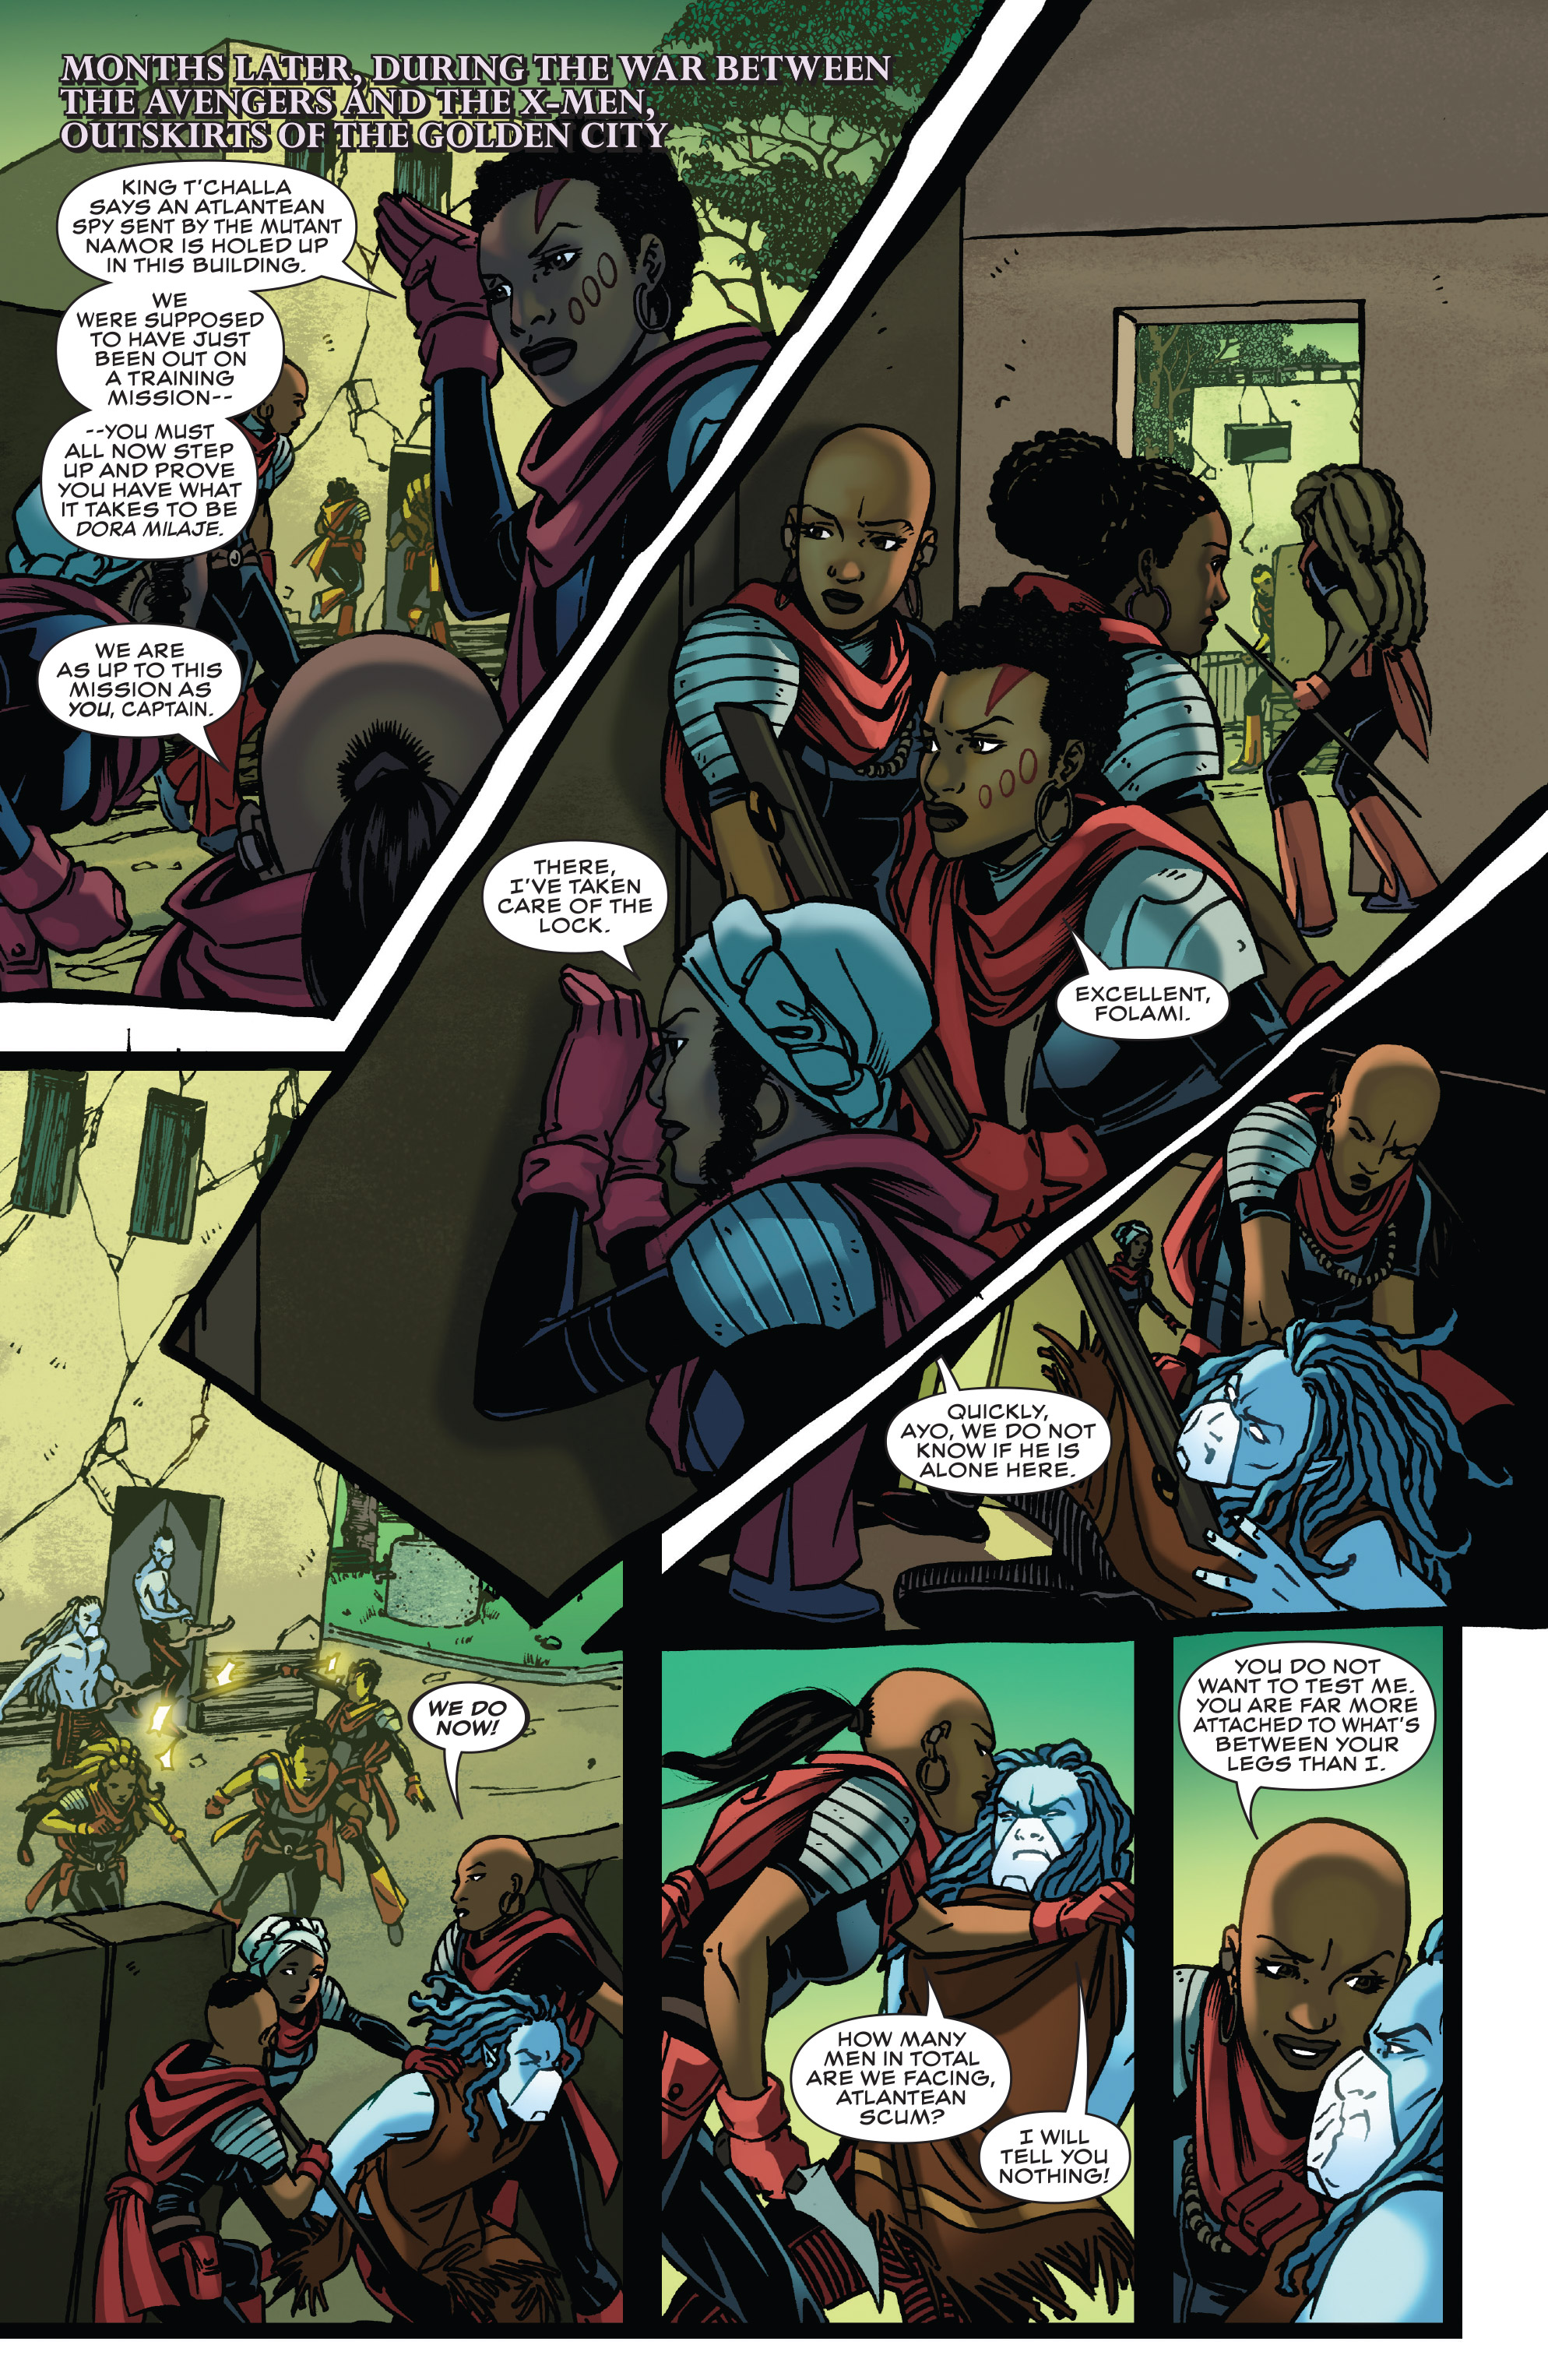 MONTHS LATER, DURING THE WAR BETWEEN
THE AVENGERS AND THE X-MEN,
OUTSKIRTS OF THE GOLDEN CITY
KING T'CHALLA
SAYS AN ATLANTEAN
SPY SENT BY THE MUTANT
NAMOR IS HOLED UP
IN THIS BUILDING.
WE
WERE SUPPOSED
TO HAVE JUST
BEEN OUT ON
A TRAINING
MISSION--
--YOU MUST
ALL NOW STEP
UP AND PROVE
YOU HAVE WHAT
IT TAKES TO BE
DORA MILAJE.
WE ARE
AS UP TO THIS
MISSION AS
YOU, CAPTAIN.
THERE,
I'VE TAKEN
CARE OF THE
LOCK.
EXCELLENT,
FOLAMI.
QUICKLY,
AYO, WE DO NOT
KNOW IF HE IS
ALONE HERE.
WE DO
NOW!
HOW MANY
MEN IN TOTAL
ARE WE FACING,
ATLANTEAN
SCUM?
I WILL
TELL YOU
NOTHING!
YOU DO NOT
WANT TO TEST ME.
YOU ARE FAR MORE
ATTACHED TO WHAT'S
BETWEEN YOUR
LEGS THAN I.